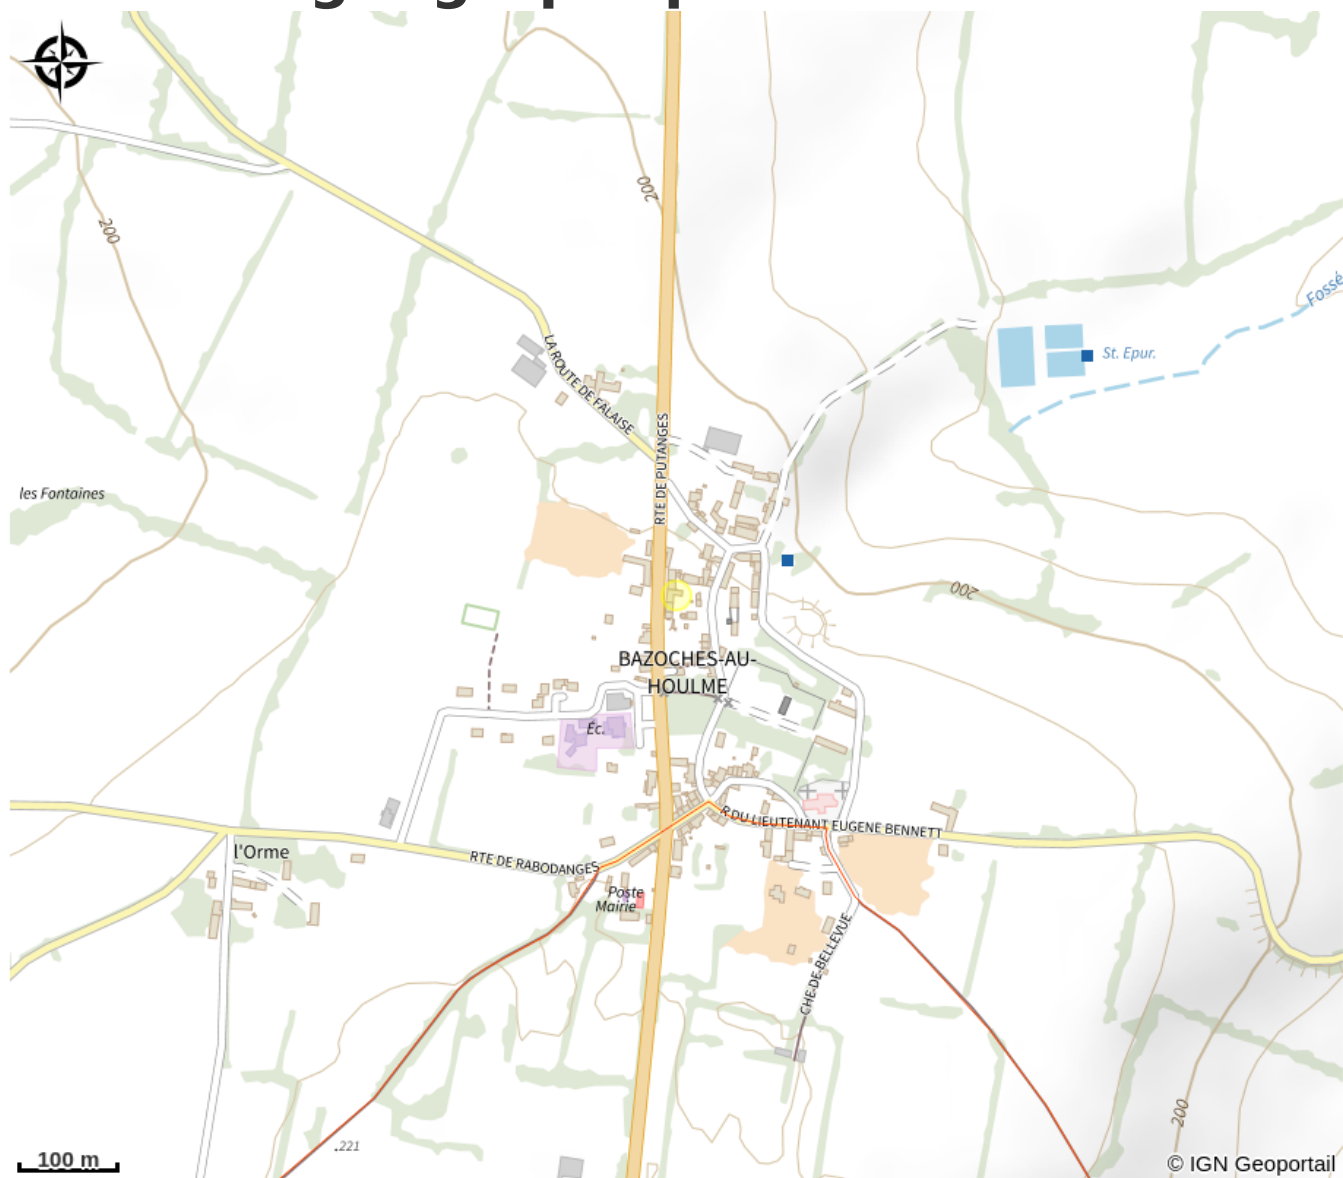 200
200
Fossé
St. Epur.
LA ROUTE DE FALAISE
RTE DE PUTANGES
les Fontaines
200
BAZOCHES-AU-
HOULME
Éc.
R DU LIEUTENANT EUGENE BENNETT
l'Orme
RTE DE RABODANGES
Poste
Mairie
CHE-DE-BELLEVUE
200
.221
100 m
© IGN Geoportail